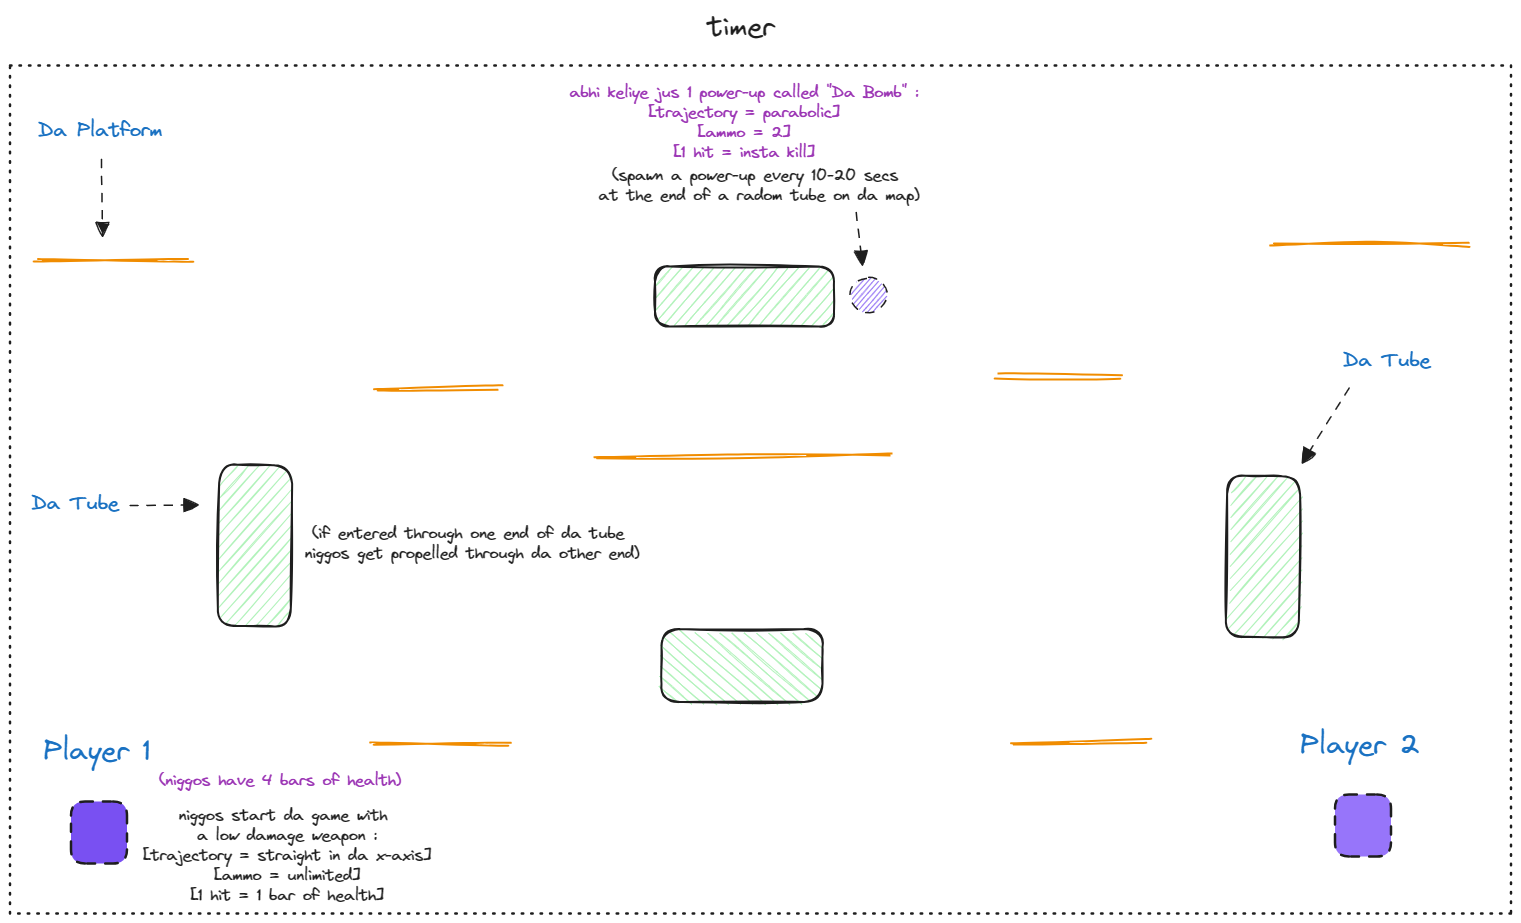 timer
abhi keliye jus 1 power-up called "Da Bomb" :
[trajectory = parabolic]
[ammo = 2]
[1 hit = insta kill]
(spawn a power-up every 10-20 secs
at the end of a radom tube on da map)
Da Platform
Da Tube
Da Tube
(if entered through one end of da tube
niggos get propelled through da other end)
Player 1
(niggos have 4 bars of health)
niggos start da game with
a low damage weapon :
[trajectory = straight in da x-axis]
[ammo = unlimited]
[1 hit = 1 bar of health]
Player 2